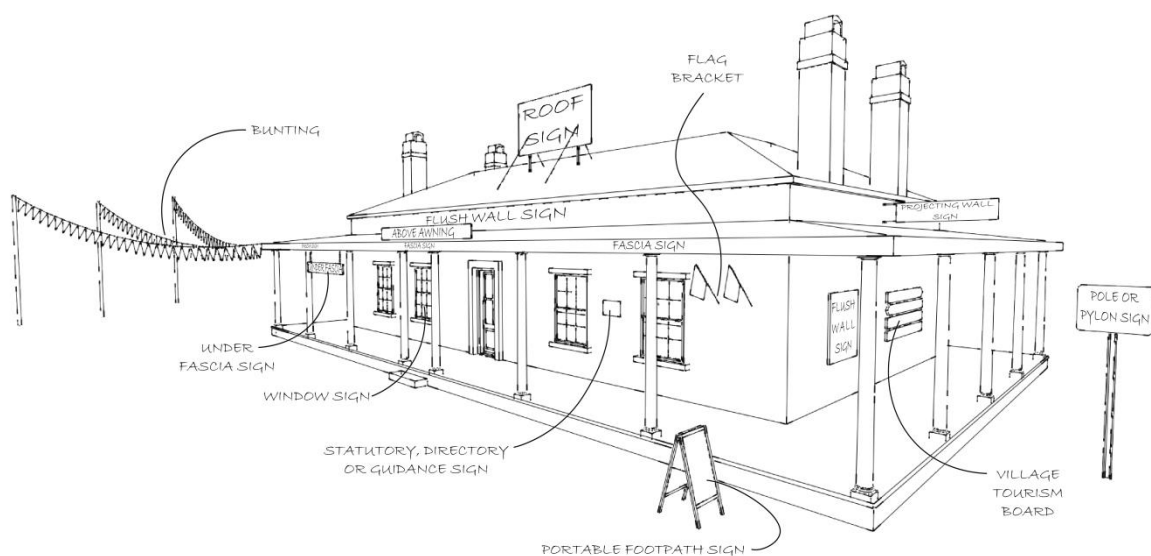 FLAG
BRACKET
BUNTING
ROOF
SIGN
FLUSH WALL SIGN
PROJECTING WALL
SIGN
ABOVE AWNING
FASCIA SIGN
FASCIA SIGN
UNDER FASCIA
POLE OR
PYLON SIGN
FLUSH
WALL
SIGN
UNDER
FASCIA SIGN
WINDOW SIGN
STATUTORY, DIRECTORY
OR GUIDANCE SIGN
VILLAGE
TOURISM
BOARD
PORTABLE FOOTPATH SIGN